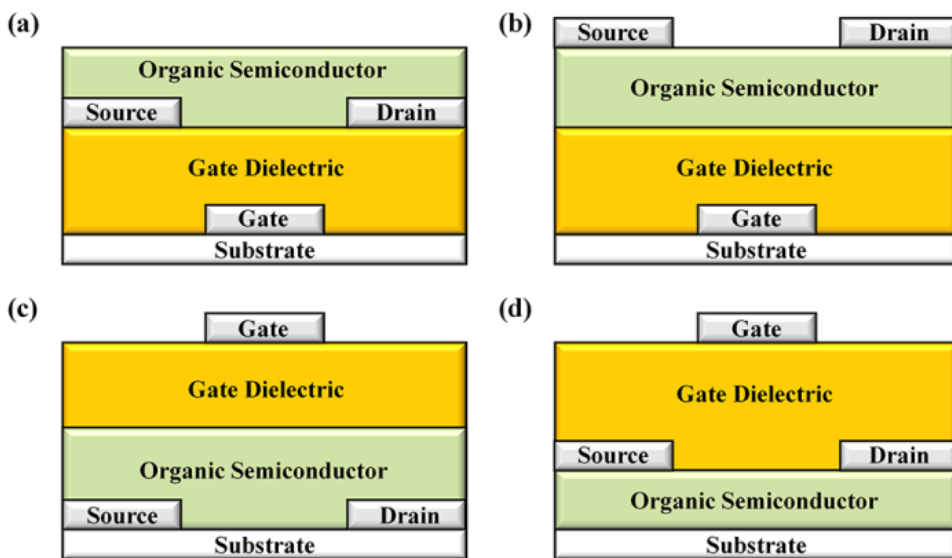 (a)
Organic Semiconductor
Source
Drain
Gate Dielectric
Gate
Substrate
(b)
Source
Drain
Organic Semiconductor
Gate Dielectric
Gate
Substrate
(c)
Gate
Gate Dielectric
Organic Semiconductor
Source
Drain
Substrate
(d)
Gate
Gate Dielectric
Source
Drain
Organic Semiconductor
Substrate